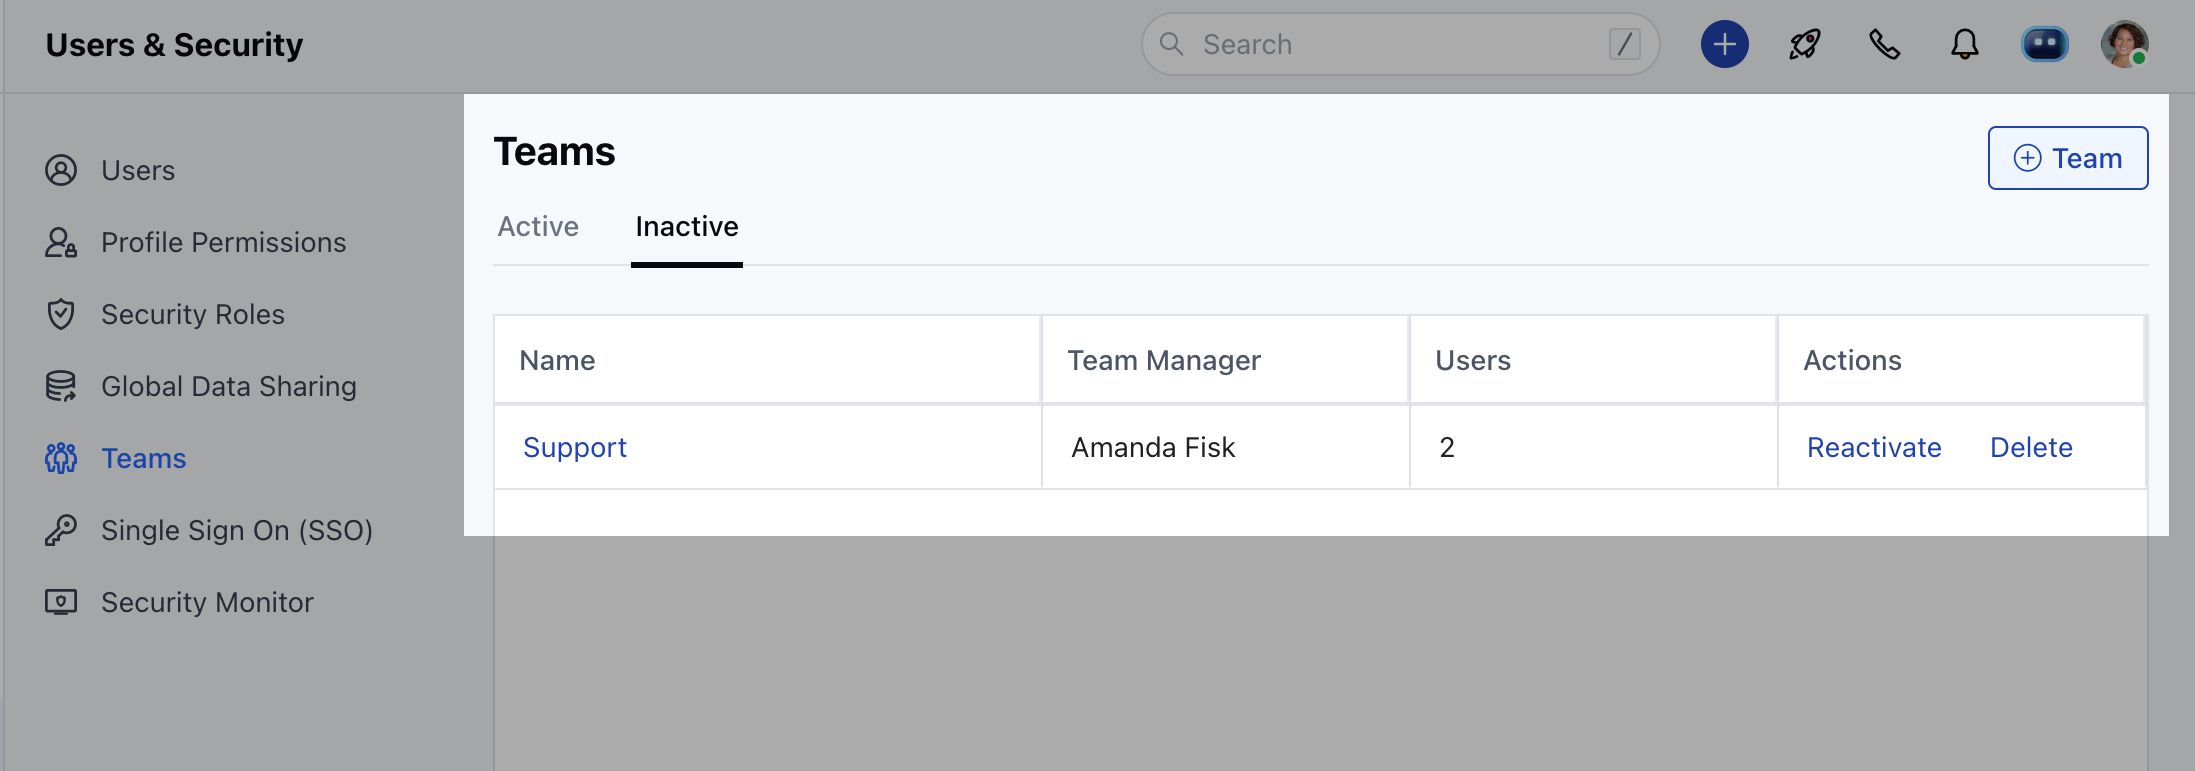 Users & Security
Search /
Users
Profile Permissions
Security Roles
Global Data Sharing
Teams
Single Sign On (SSO)
Security Monitor
Teams
Team
Active Inactive
Name Team Manager Users Actions
Support Amanda Fisk 2 Reactivate Delete